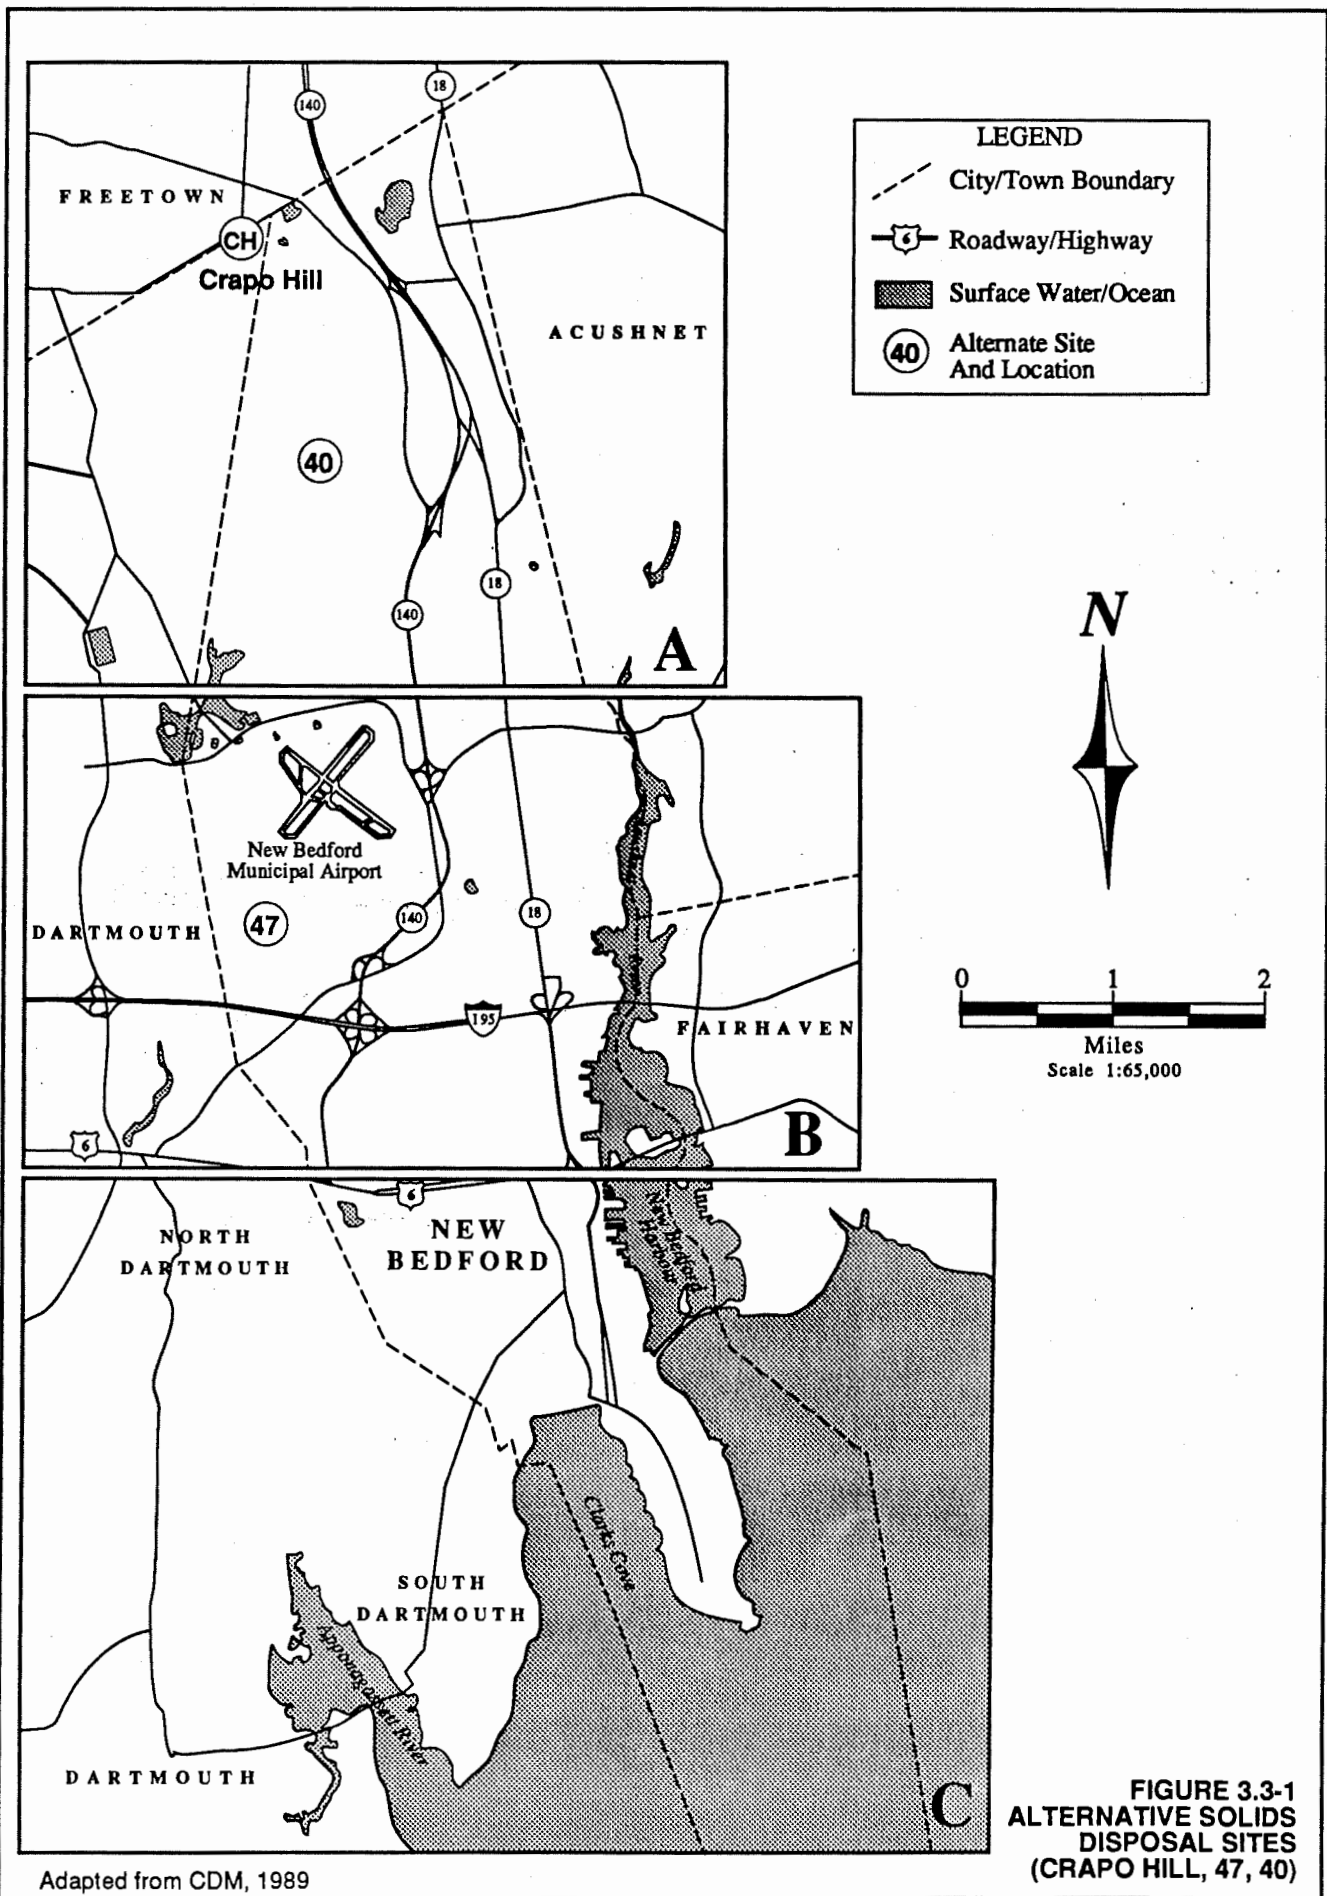 140
18
FREETOWN
CH
Crapo Hill
ACUSHNET
40
18
140
A
LEGEND
City/Town Boundary
6
Roadway/Highway
Surface Water/Ocean
40
Alternate Site
And Location
N
New Bedford
Municipal Airport
47
140
18
DARTMOUTH
195
FAIRHAVEN
6
B
0 1 2
Miles
Scale 1:65,000
6
NORTH
DARTMOUTH
NEW
BEDFORD
New Bedford
Harbour
Clarks Cove
SOUTH
DARTMOUTH
Apponagansett River
DARTMOUTH
C
FIGURE 3.3-1
ALTERNATIVE SOLIDS
DISPOSAL SITES
(CRAPO HILL, 47, 40)
Adapted from CDM, 1989